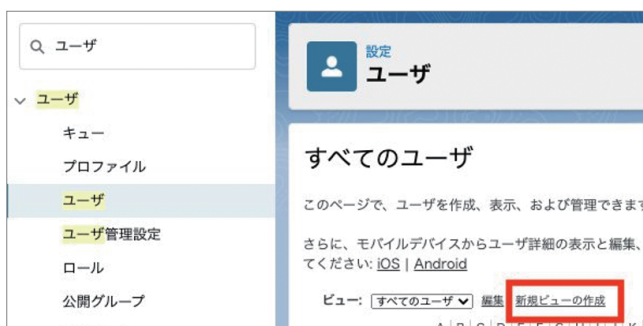 ユーザ
ユーザ
キュー
プロファイル
ユーザ
ユーザ管理設定
ロール
公開グループ
設定
ユーザ
すべてのユーザ
このページで、ユーザを作成、表示、および管理できます
さらに、モバイルデバイスからユーザ詳細の表示と編集、
てください: iOS | Android
ビュー: すべてのユーザ 編集 新規ビューの作成